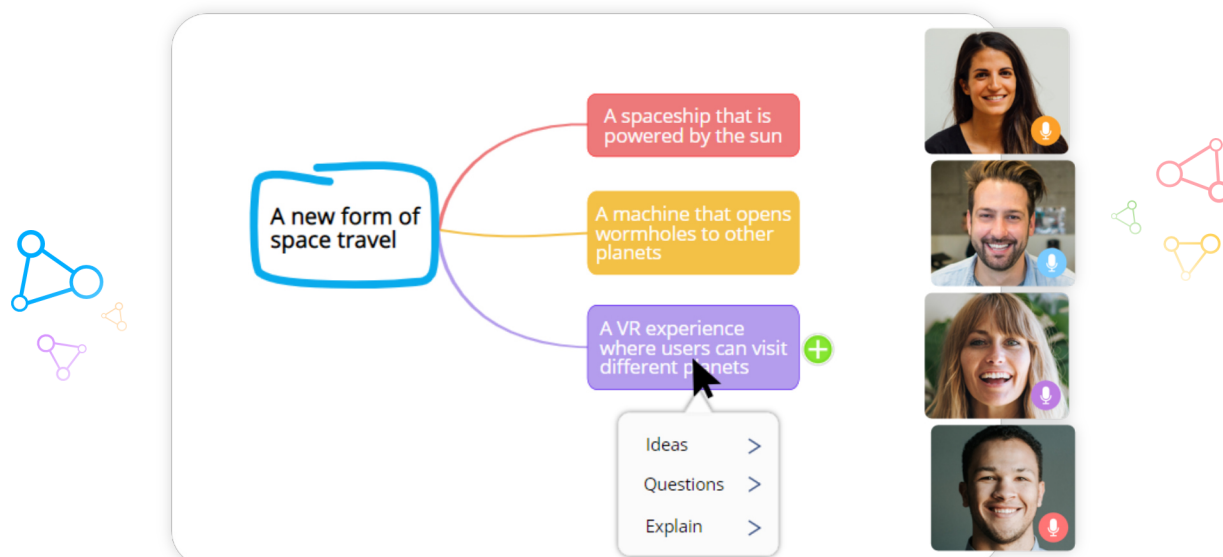 A new form of
space travel
A spaceship that is
powered by the sun
A machine that opens
wormholes to other
planets
A VR experience
where users can visit
different planets
Ideas
Questions
Explain